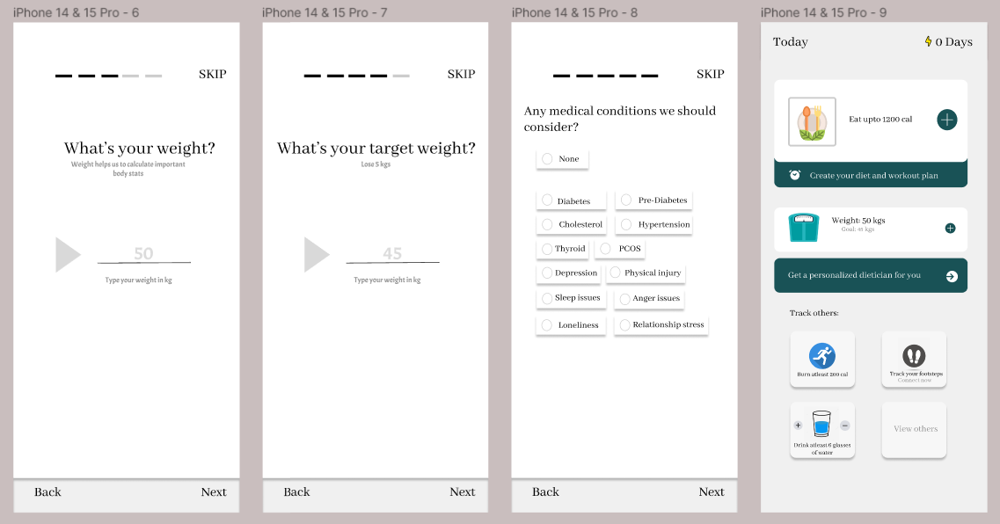 iPhone 14 & 15 Pro - 6
SKIP
What's your weight?
Weight helps us to calculate important
body stats
50
Type your weight in kg
Back
Next
iPhone 14 & 15 Pro - 7
SKIP
What's your target weight?
Lose 5 kgs
45
Type your weight in kg
Back
Next
iPhone 14 & 15 Pro - 8
SKIP
Any medical conditions we should
consider?
None
Diabetes
Pre-Diabetes
Cholesterol
Hypertension
Thyroid
PCOS
Depression
Physical injury
Sleep issues
Anger issues
Loneliness
Relationship stress
Back
Next
iPhone 14 & 15 Pro - 9
Today
0 Days
Eat upto 1200 cal
Create your diet and workout plan
Weight: 50 kgs
Goal: 45 kgs
Get a personalized dietician for you
Track others:
Burn atleast 200 cal
Track your footsteps
Connect now
Drink atleast 6 glasses
of water
View others